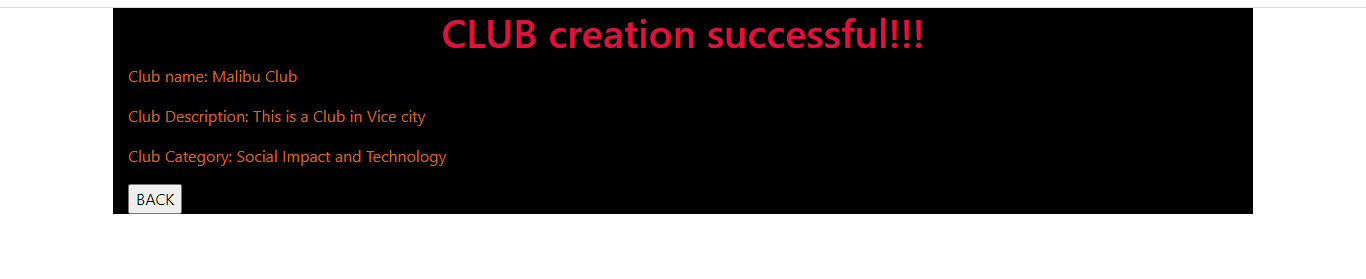 CLUB creation successful!!!
Club name: Malibu Club
Club Description: This is a Club in Vice city
Club Category: Social Impact and Technology
BACK